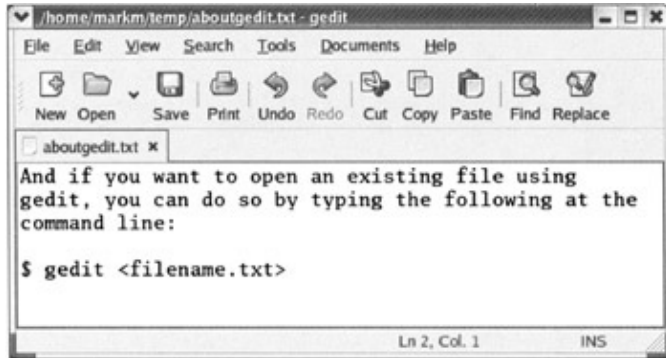 /home/markm/temp/aboutgedit.txt - gedit
File Edit View Search Tools Documents Help
New Open Save Print Undo Redo Cut Copy Paste Find Replace
aboutgedit.txt
And if you want to open an existing file using
gedit, you can do so by typing the following at the
command line:
$ gedit <filename.txt>
Ln 2, Col. 1 INS